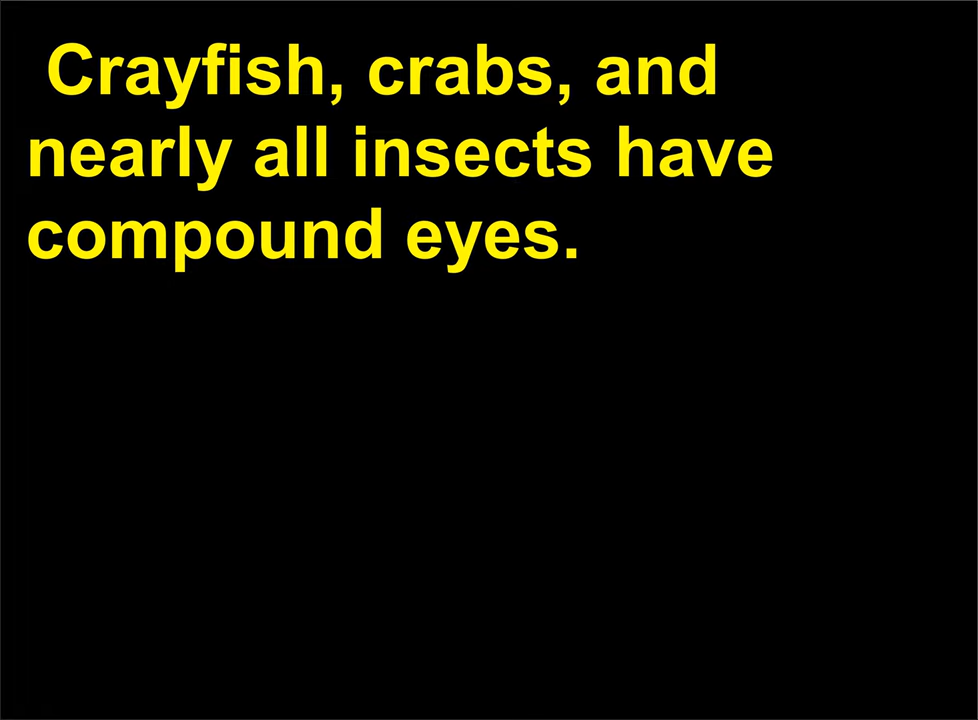 Crayfish, crabs, and
nearly all insects have
compound eyes.